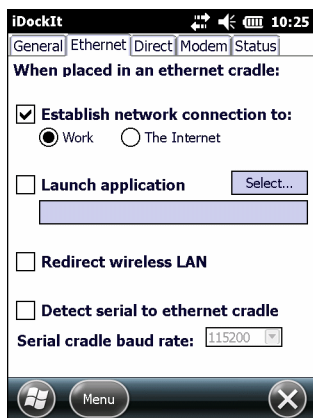 iDockIt 10:25
General Ethernet Direct Modem Status
When placed in an ethernet cradle:
Establish network connection to:
Work The Internet
Launch application Select...
Redirect wireless LAN
Detect serial to ethernet cradle
Serial cradle baud rate: 115200
Menu